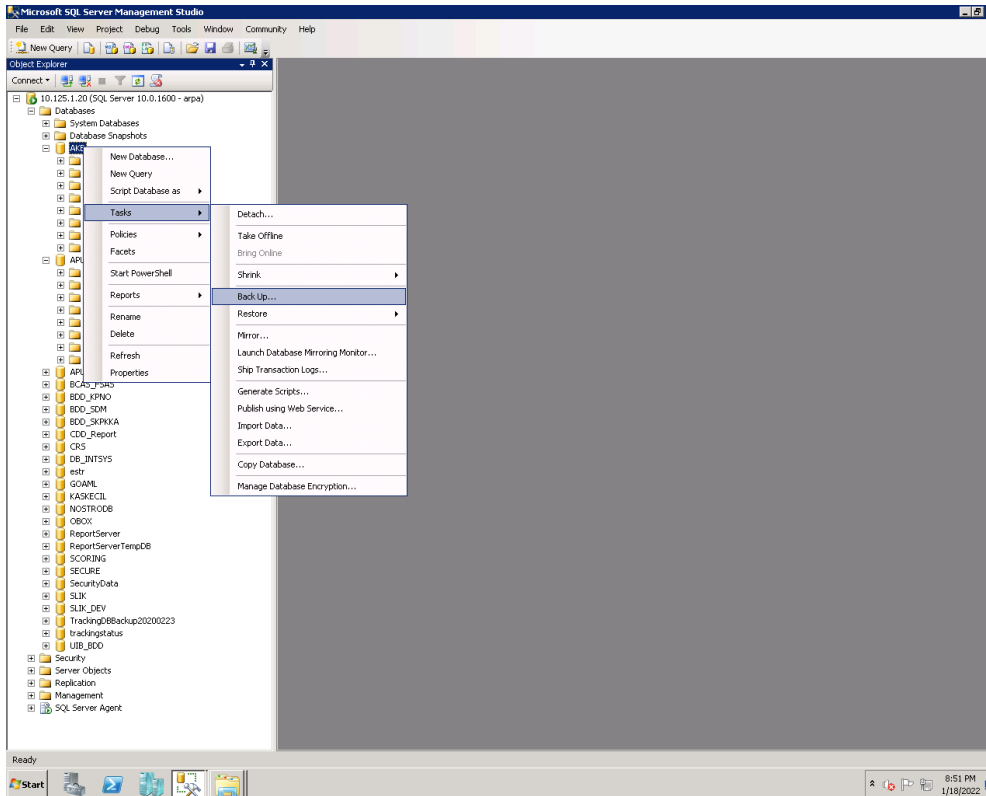 Microsoft SQL Server Management Studio
File Edit View Project Debug Tools Window Community Help
New Query
Object Explorer
Connect
10.125.1.20 (SQL Server 10.0.1600 - arpa)
Databases
System Databases
Database Snapshots
New Database...
New Query
Script Database as
Tasks
Policies
Facets
Start PowerShell
Reports
Rename
Delete
Refresh
Properties
Detach...
Take Offline
Bring Online
Shrink
Back Up...
Restore
Mirror...
Launch Database Mirroring Monitor...
Ship Transaction Logs...
Generate Scripts...
Publish using Web Service...
Import Data...
Export Data...
Copy Database...
Manage Database Encryption...
BDD_KPNO
BDD_SDM
BDD_SKPKKA
CDD_Report
CRS
DB_INTSYS
estr
GOAML
KASKECIL
NOSTRODB
OBOX
ReportServer
ReportServerTempDB
SCORING
SECURE
SecurityData
SLIK
SLIK_DEV
TrackingDBBackup20200223
trackingstatus
UIB_BDD
Security
Server Objects
Replication
Management
SQL Server Agent
Ready
Start
8:51 PM
1/18/2022